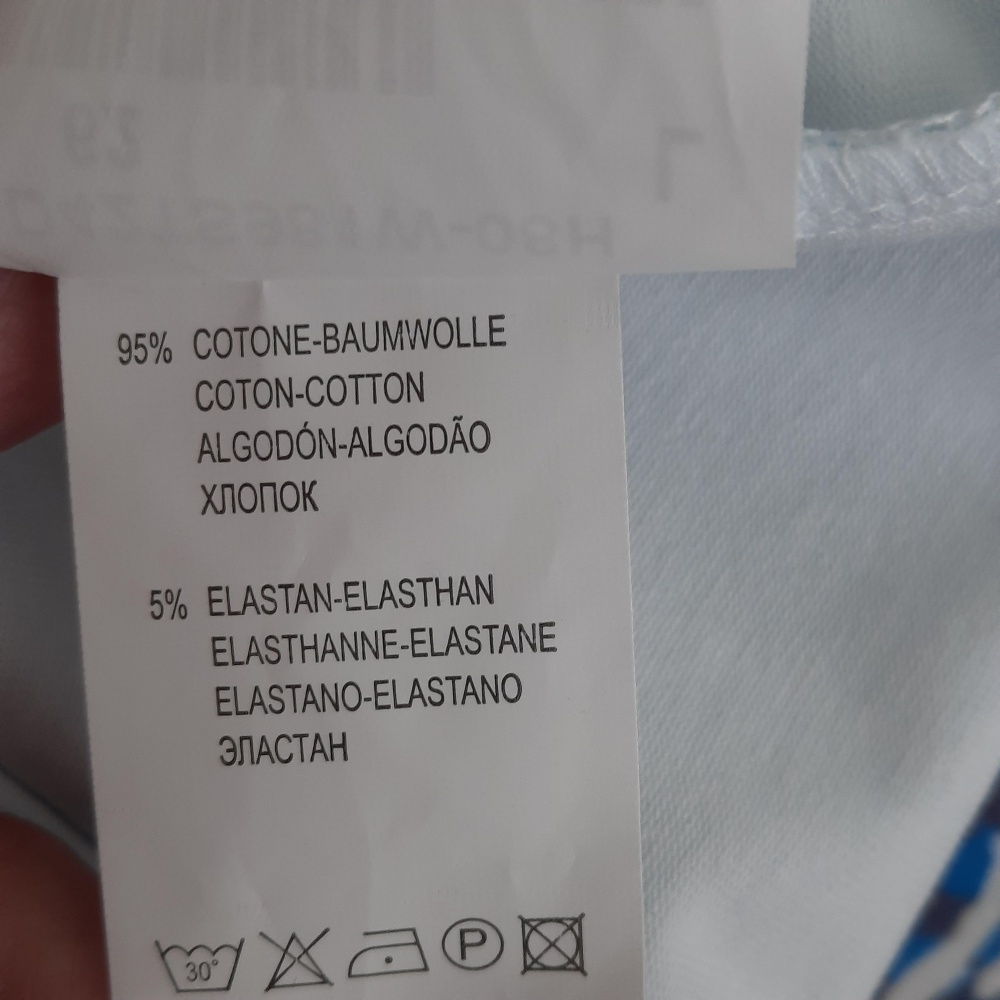 95% COTONE-BAUMWOLLE
COTON-COTTON
ALGODÓN-ALGODÃO
ХЛОПОК
5% ELASTAN-ELASTHAN
ELASTHANNE-ELASTANE
ELASTANO-ELASTANO
ЭЛАСТАН
30° P